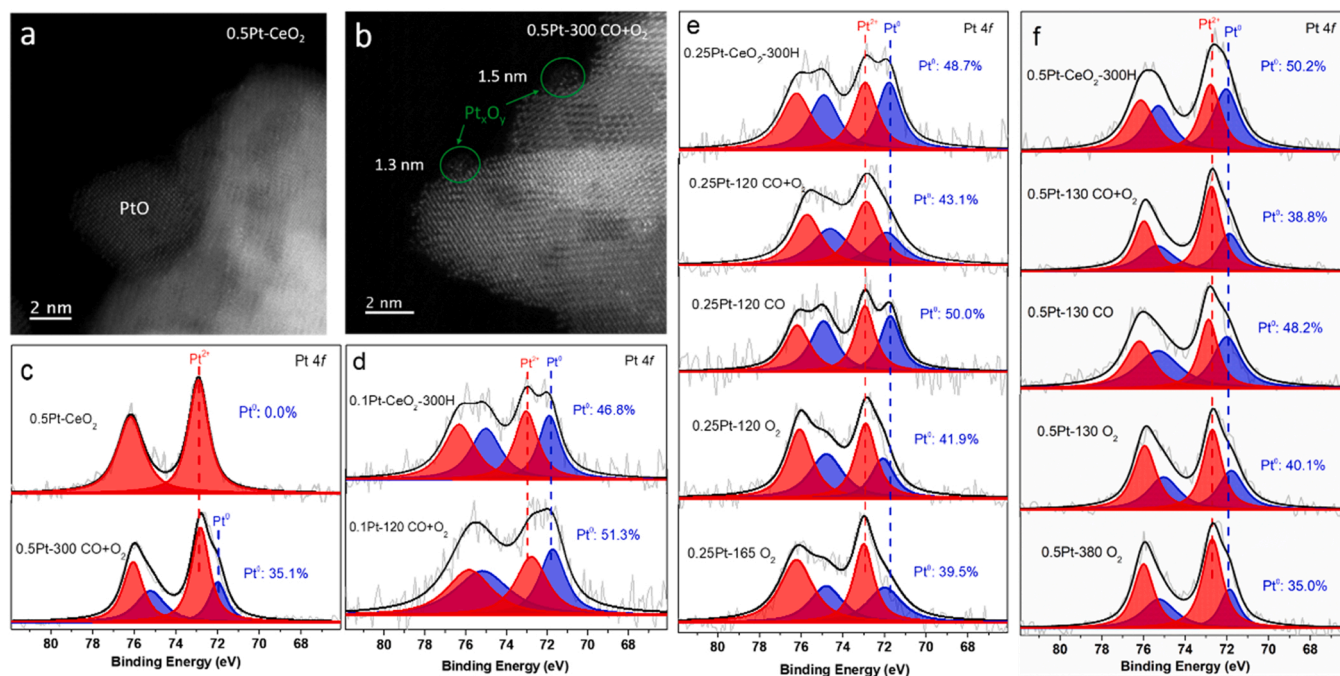 a
0.5Pt-CeO₂
PtO
2 nm
b
0.5Pt-300 CO+O₂
1.5 nm
PtₓOᵧ
1.3 nm
2 nm
c
Pt 4f
Pt²⁺
0.5Pt-CeO₂
Pt⁰: 0.0%
Pt⁰
0.5Pt-300 CO+O₂
Pt⁰: 35.1%
80 78 76 74 72 70 68
Binding Energy (eV)
d
Pt²⁺ Pt⁰
Pt 4f
0.1Pt-CeO₂-300H
Pt⁰: 46.8%
0.1Pt-120 CO+O₂
Pt⁰: 51.3%
80 78 76 74 72 70 68
Binding Energy (eV)
e
Pt²⁺ Pt⁰
Pt 4f
0.25Pt-CeO₂-300H
Pt⁰: 48.7%
0.25Pt-120 CO+O₂
Pt⁰: 43.1%
0.25Pt-120 CO
Pt⁰: 50.0%
0.25Pt-120 O₂
Pt⁰: 41.9%
0.25Pt-165 O₂
Pt⁰: 39.5%
82 80 78 76 74 72 70 68
Binding Energy (eV)
f
Pt²⁺ Pt⁰
Pt 4f
0.5Pt-CeO₂-300H
Pt⁰: 50.2%
0.5Pt-130 CO+O₂
Pt⁰: 38.8%
0.5Pt-130 CO
Pt⁰: 48.2%
0.5Pt-130 O₂
Pt⁰: 40.1%
0.5Pt-380 O₂
Pt⁰: 35.0%
80 78 76 74 72 70 68
Binding Energy (eV)